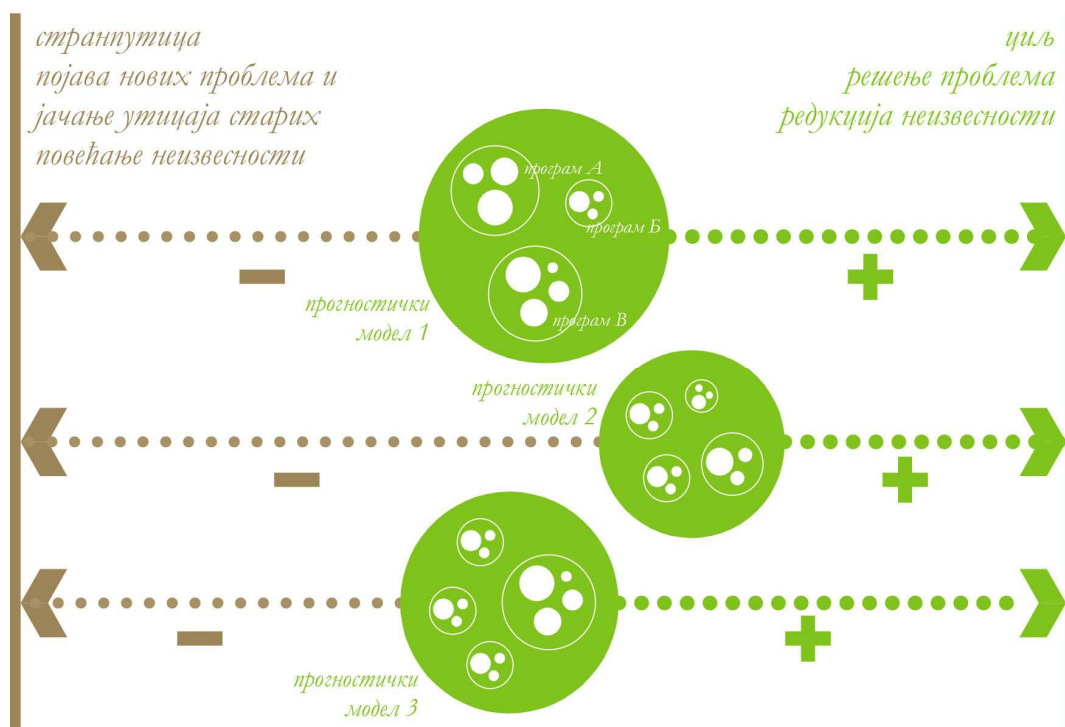 странпутица
појава нових проблема и
јачање утицаја старих
повећање неизвесности
циљ
решење проблема
редукција неизвесности
програм А
програм Б
програм В
прогностички
модел 1
прогностички
модел 2
прогностички
модел 3